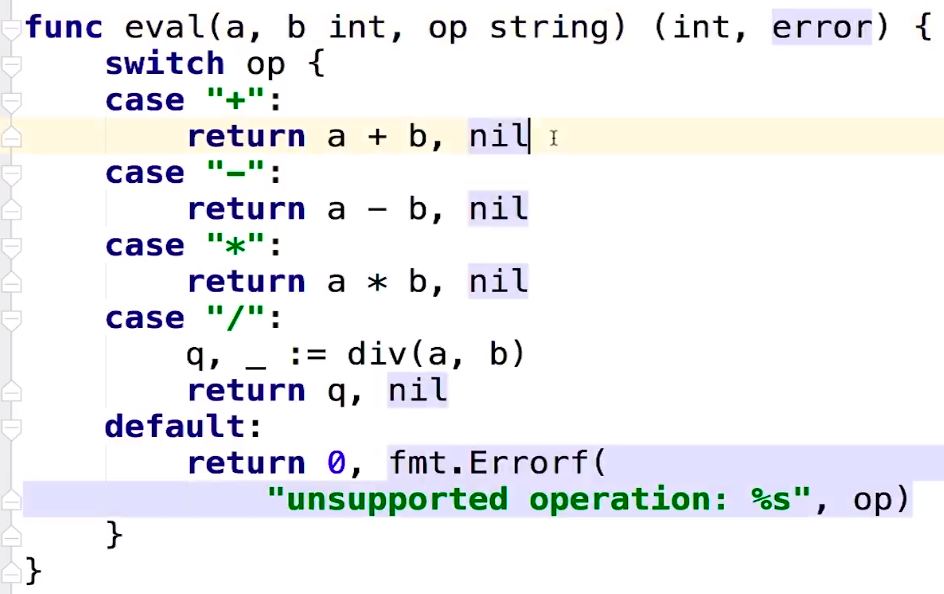 func eval(a, b int, op string) (int, error) {
    switch op {
    case "+":
        return a + b, nil
    case "-":
        return a - b, nil
    case "*":
        return a * b, nil
    case "/":
        q, _ := div(a, b)
        return q, nil
    default:
        return 0, fmt.Errorf(
            "unsupported operation: %s", op)
    }
}